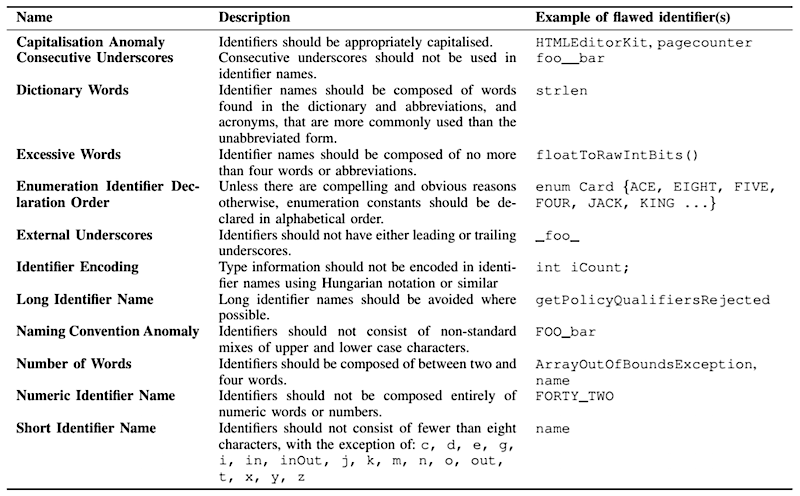 Name Description Example of flawed identifier(s)
Capitalisation Anomaly Identifiers should be appropriately capitalised. HTMLEditorKit, pagecounter
Consecutive Underscores Consecutive underscores should not be used in foo__bar
identifier names.
Dictionary Words Identifier names should be composed of words strlen
found in the dictionary and abbreviations, and
acronyms, that are more commonly used than the
unabbreviated form.
Excessive Words Identifier names should be composed of no more floatToRawIntBits()
than four words or abbreviations.
Enumeration Identifier Dec- Unless there are compelling and obvious reasons enum Card {ACE, EIGHT, FIVE,
laration Order otherwise, enumeration constants should be de- FOUR, JACK, KING ...}
clared in alphabetical order.
External Underscores Identifiers should not have either leading or trailing _foo_
underscores.
Identifier Encoding Type information should not be encoded in identi- int iCount;
fier names using Hungarian notation or similar
Long Identifier Name Long identifier names should be avoided where getPolicyQualifiersRejected
possible.
Naming Convention Anomaly Identifiers should not consist of non-standard FOO_bar
mixes of upper and lower case characters.
Number of Words Identifiers should be composed of between two and ArrayOutOfBoundsException,
four words. name
Numeric Identifier Name Identifiers should not be composed entirely of FORTY_TWO
numeric words or numbers.
Short Identifier Name Identifiers should not consist of fewer than eight name
characters, with the exception of: c, d, e, g,
i, in, inOut, j, k, m, n, o, out,
t, x, y, z